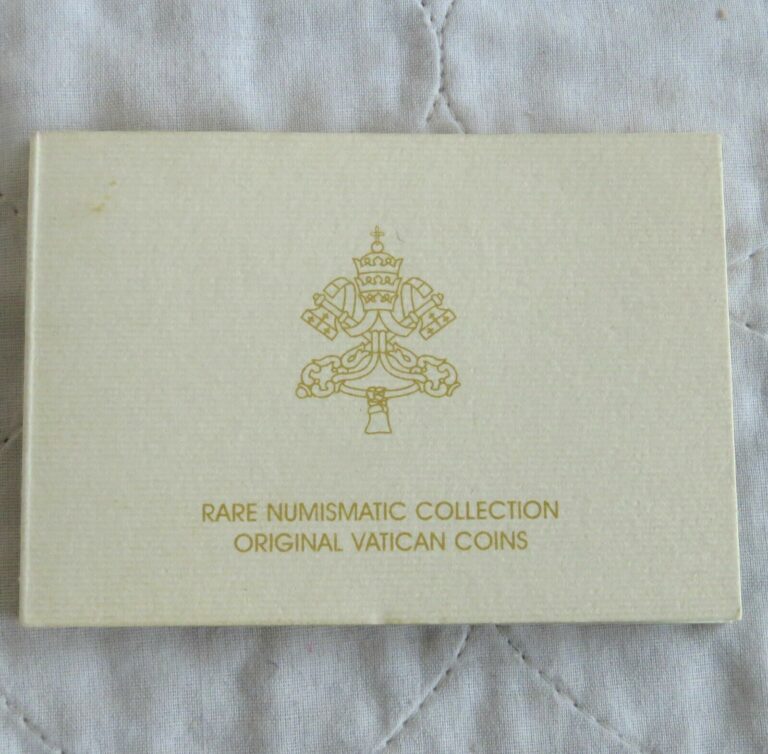 RARE NUMISMATIC COLLECTION
ORIGINAL VATICAN COINS